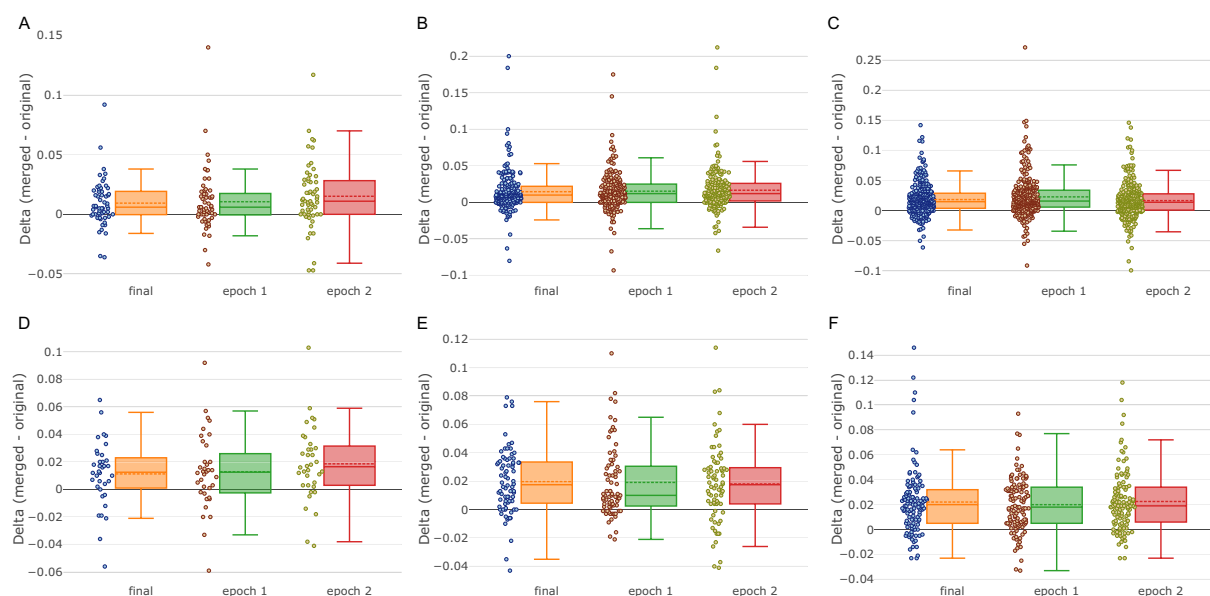 A
Delta (merged - original)
0.15
0.1
0.05
0
−0.05
final
epoch 1
epoch 2
B
Delta (merged - original)
0.2
0.15
0.1
0.05
0
−0.05
−0.1
final
epoch 1
epoch 2
C
Delta (merged - original)
0.25
0.2
0.15
0.1
0.05
0
−0.05
−0.1
final
epoch 1
epoch 2
D
Delta (merged - original)
0.1
0.08
0.06
0.04
0.02
0
−0.02
−0.04
−0.06
final
epoch 1
epoch 2
E
Delta (merged - original)
0.12
0.1
0.08
0.06
0.04
0.02
0
−0.02
−0.04
final
epoch 1
epoch 2
F
Delta (merged - original)
0.14
0.12
0.1
0.08
0.06
0.04
0.02
0
−0.02
−0.04
final
epoch 1
epoch 2